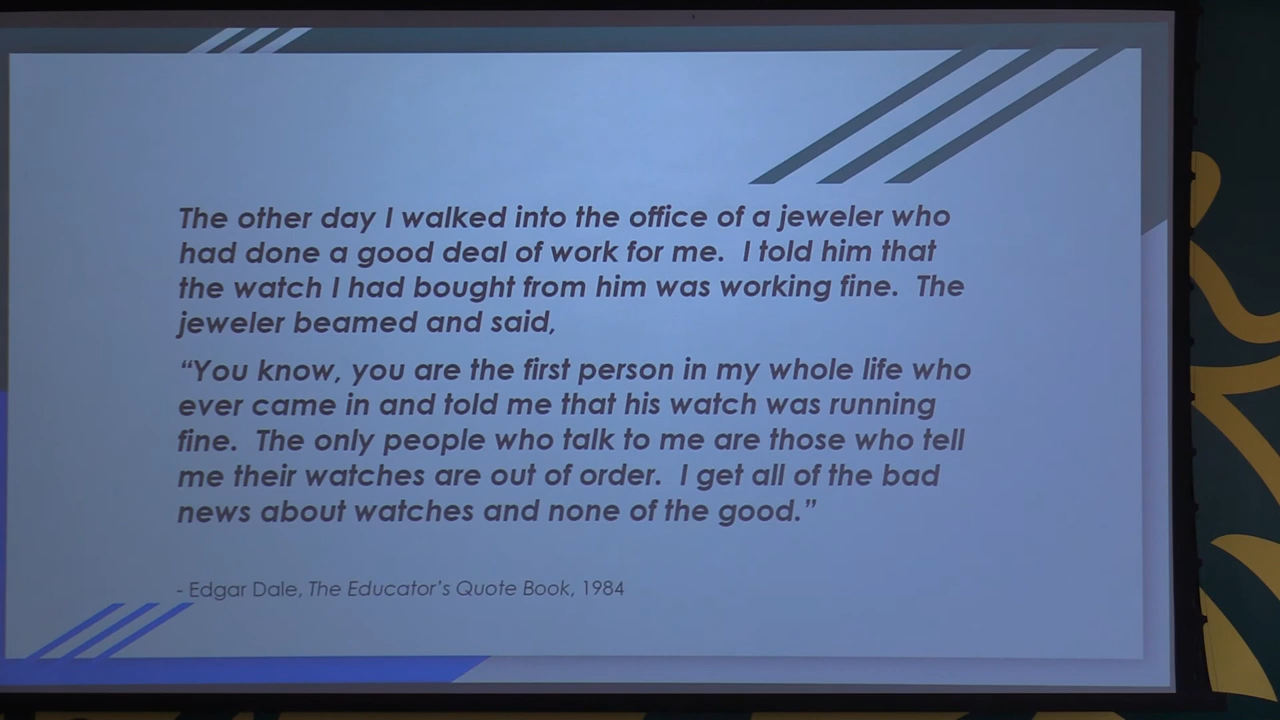 The other day I walked into the office of a jeweler who
had done a good deal of work for me.  I told him that
the watch I had bought from him was working fine.  The
jeweler beamed and said,
“You know, you are the first person in my whole life who
ever came in and told me that his watch was running
fine.  The only people who talk to me are those who tell
me their watches are out of order.  I get all of the bad
news about watches and none of the good.”
- Edgar Dale, The Educator’s Quote Book, 1984